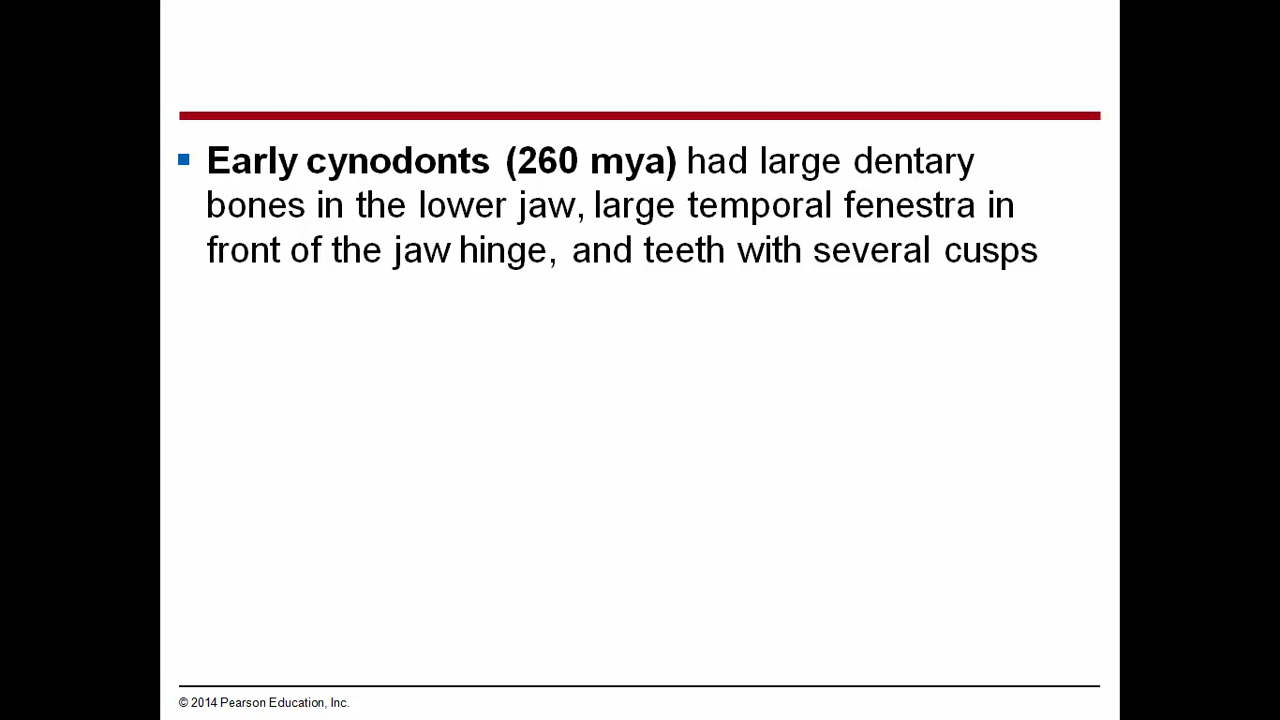 Early cynodonts (260 mya) had large dentary
bones in the lower jaw, large temporal fenestra in
front of the jaw hinge, and teeth with several cusps
© 2014 Pearson Education, Inc.